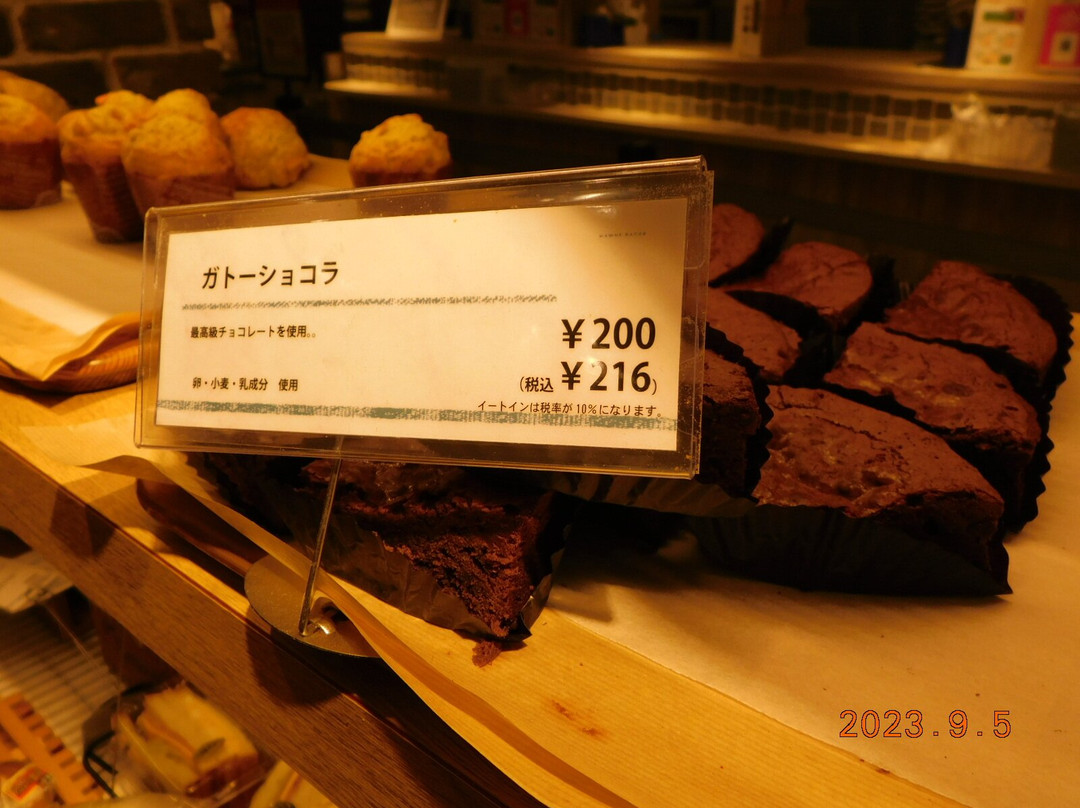 ガトーショコラ
最高級チョコレートを使用。。
¥200
(税込 ¥216)
卵・小麦・乳成分 使用
イートインは税率が10%になります。
2023.9.5